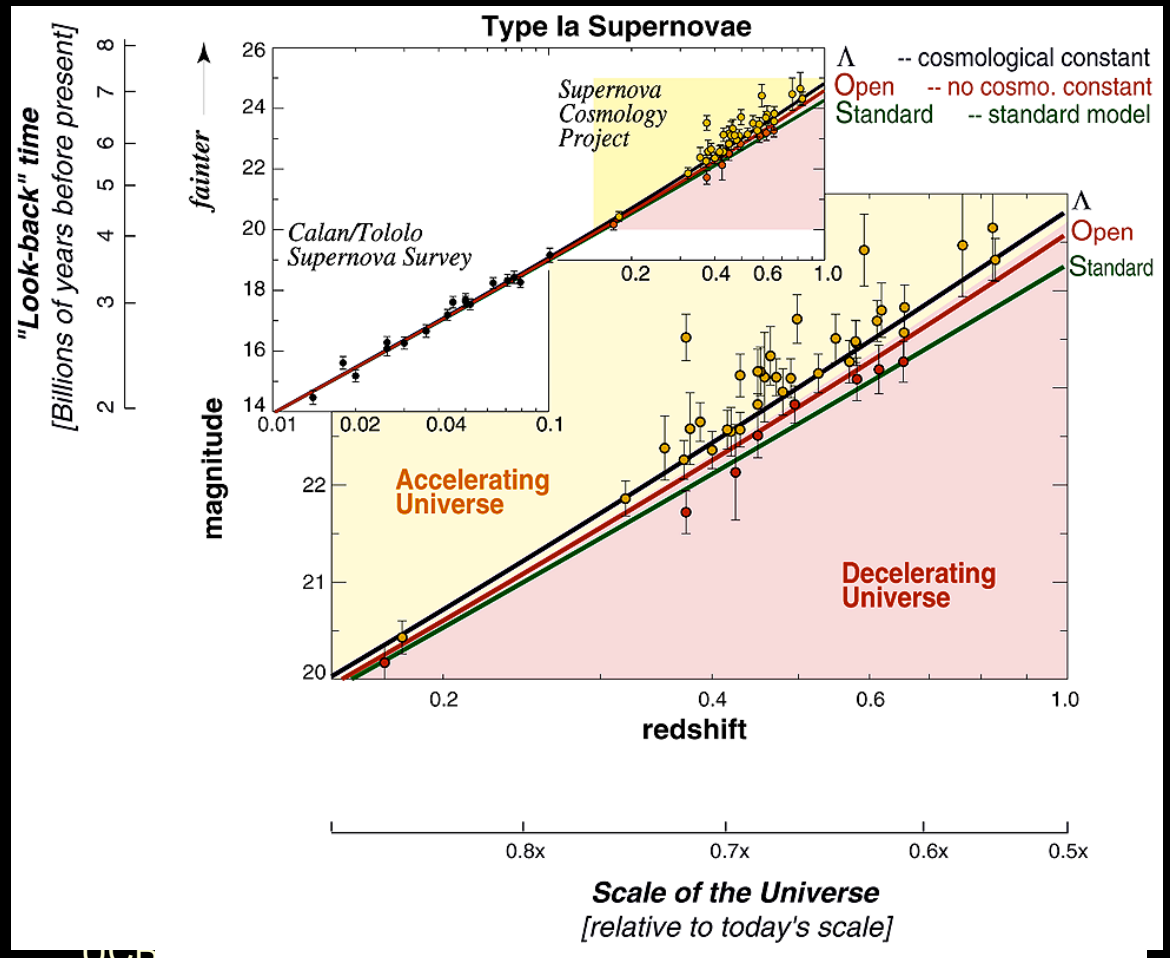 Type Ia Supernovae
Λ -- cosmological constant
Open -- no cosmo. constant
Standard -- standard model
"Look-back" time
[Billions of years before present]
8
7
6
5
4
3
2
fainter
magnitude
26
24
22
20
18
16
14
Supernova
Cosmology
Project
Calan/Tololo
Supernova Survey
0.2
0.4
0.6
1.0
0.01
0.02
0.04
0.1
Λ
Open
Standard
Accelerating
Universe
Decelerating
Universe
22
21
20
0.2
0.4
0.6
1.0
redshift
0.8x
0.7x
0.6x
0.5x
Scale of the Universe
[relative to today's scale]